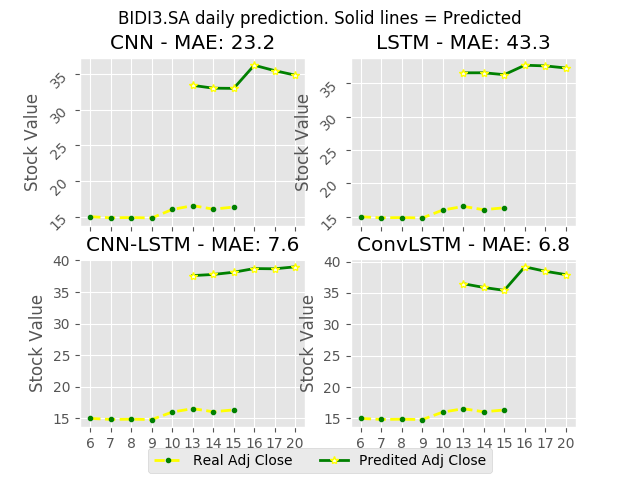 BIDI3.SA daily prediction. Solid lines = Predicted
CNN - MAE: 23.2
LSTM - MAE: 43.3
Stock Value
35
30
25
20
15
Stock Value
35
30
25
20
15
CNN-LSTM - MAE: 7.6
ConvLSTM - MAE: 6.8
Stock Value
40
35
30
25
20
15
6 7 8 9 10 13 14 15 16 17 20
Stock Value
40
35
30
25
20
15
6 7 8 9 10 13 14 15 16 17 20
Real Adj Close Predited Adj Close